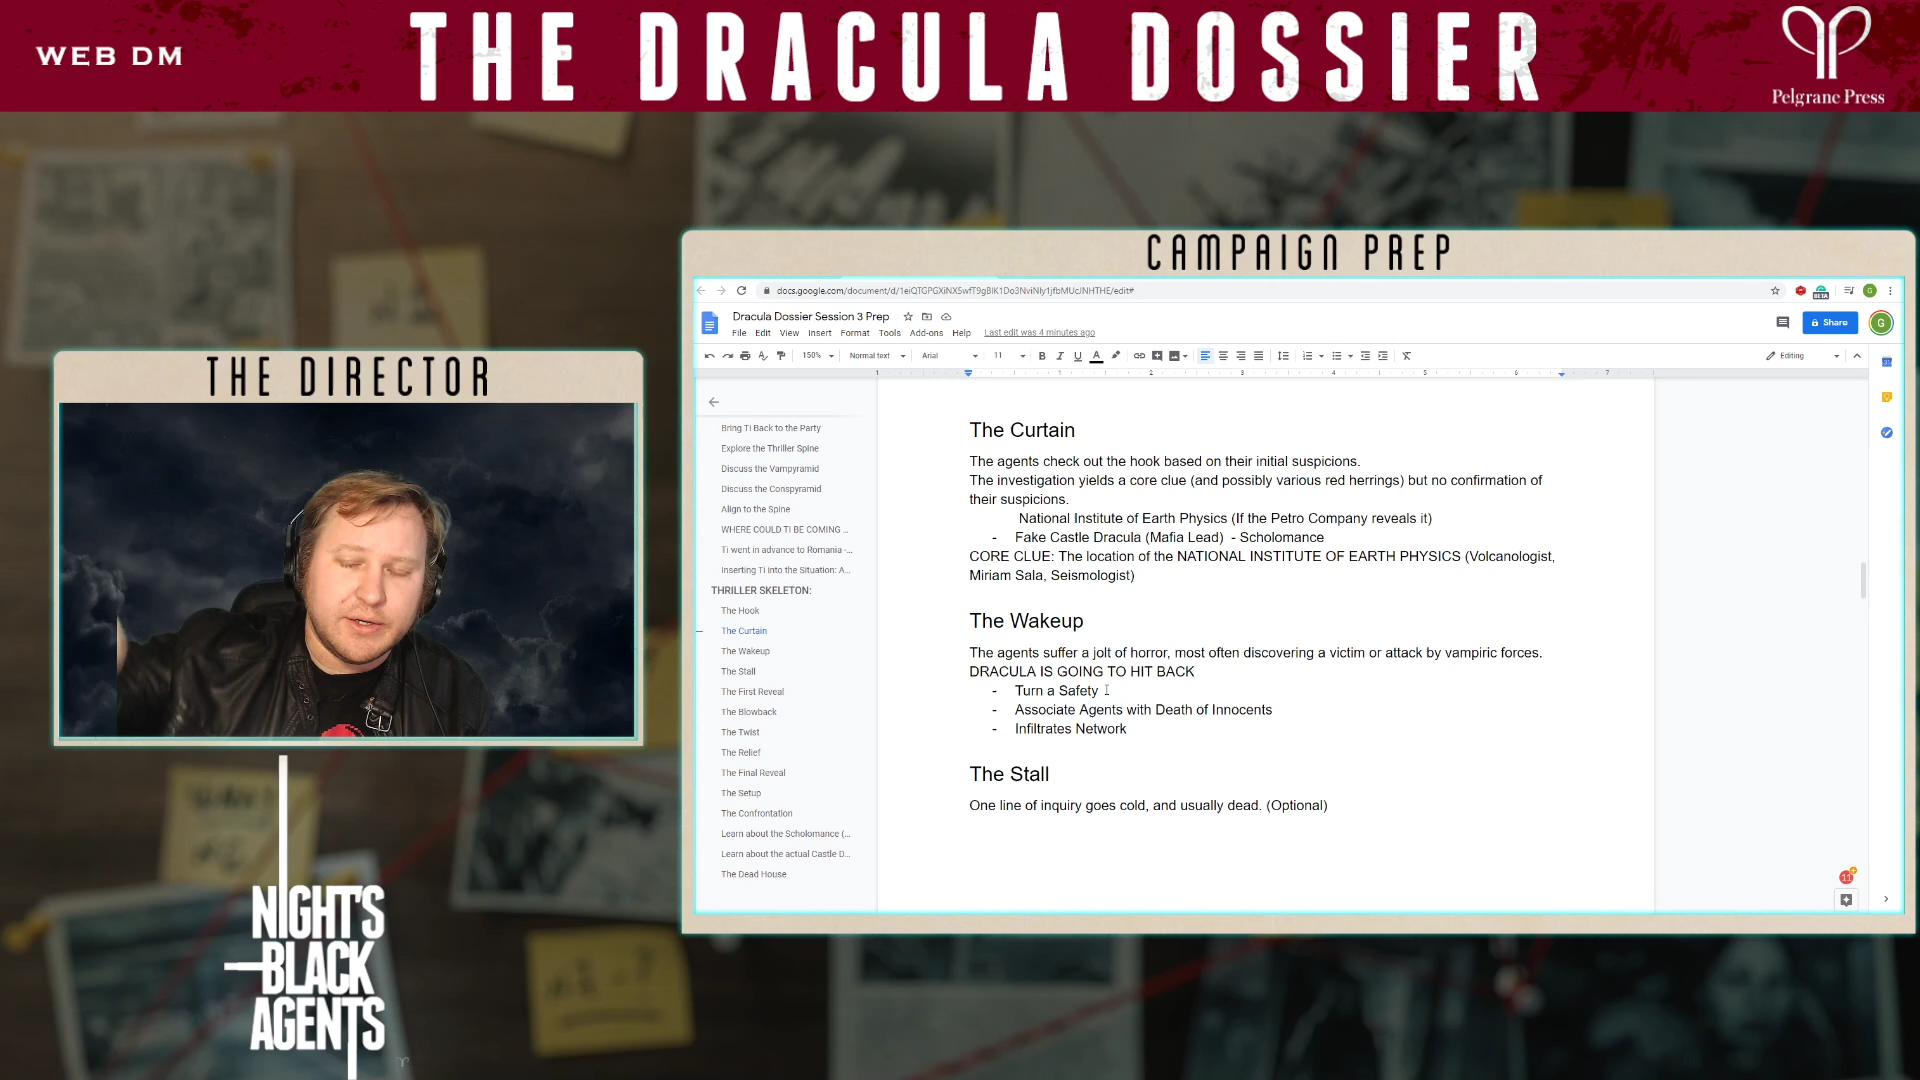 WEB DM
THE DRACULA DOSSIER
Pelgrane Press
CAMPAIGN PREP
Dracula Dossier Session 3 Prep
File Edit View Insert Format Tools Add-ons Help Last edit was 4 minutes ago
Share
G
150% Normal text Arial 11 Editing
THE DIRECTOR
Bring Ti Back to the Party
Explore the Thriller Spine
Discuss the Vampyramid
Discuss the Conspyramid
Align to the Spine
WHERE COULD TI BE COMING ...
Ti went in advance to Romania -...
Inserting Ti into the Situation: A...
THRILLER SKELETON:
The Hook
The Curtain
The Wakeup
The Stall
The First Reveal
The Blowback
The Twist
The Relief
The Final Reveal
The Setup
The Confrontation
Learn about the Scholomance (...
Learn about the actual Castle D...
The Dead House
The Curtain
The agents check out the hook based on their initial suspicions.
The investigation yields a core clue (and possibly various red herrings) but no confirmation of
their suspicions.
National Institute of Earth Physics (If the Petro Company reveals it)
- Fake Castle Dracula (Mafia Lead) - Scholomance
CORE CLUE: The location of the NATIONAL INSTITUTE OF EARTH PHYSICS (Volcanologist,
Miriam Sala, Seismologist)
The Wakeup
The agents suffer a jolt of horror, most often discovering a victim or attack by vampiric forces.
DRACULA IS GOING TO HIT BACK
- Turn a Safety
- Associate Agents with Death of Innocents
- Infiltrates Network
The Stall
One line of inquiry goes cold, and usually dead. (Optional)
11
NIGHT'S
BLACK
AGENTS